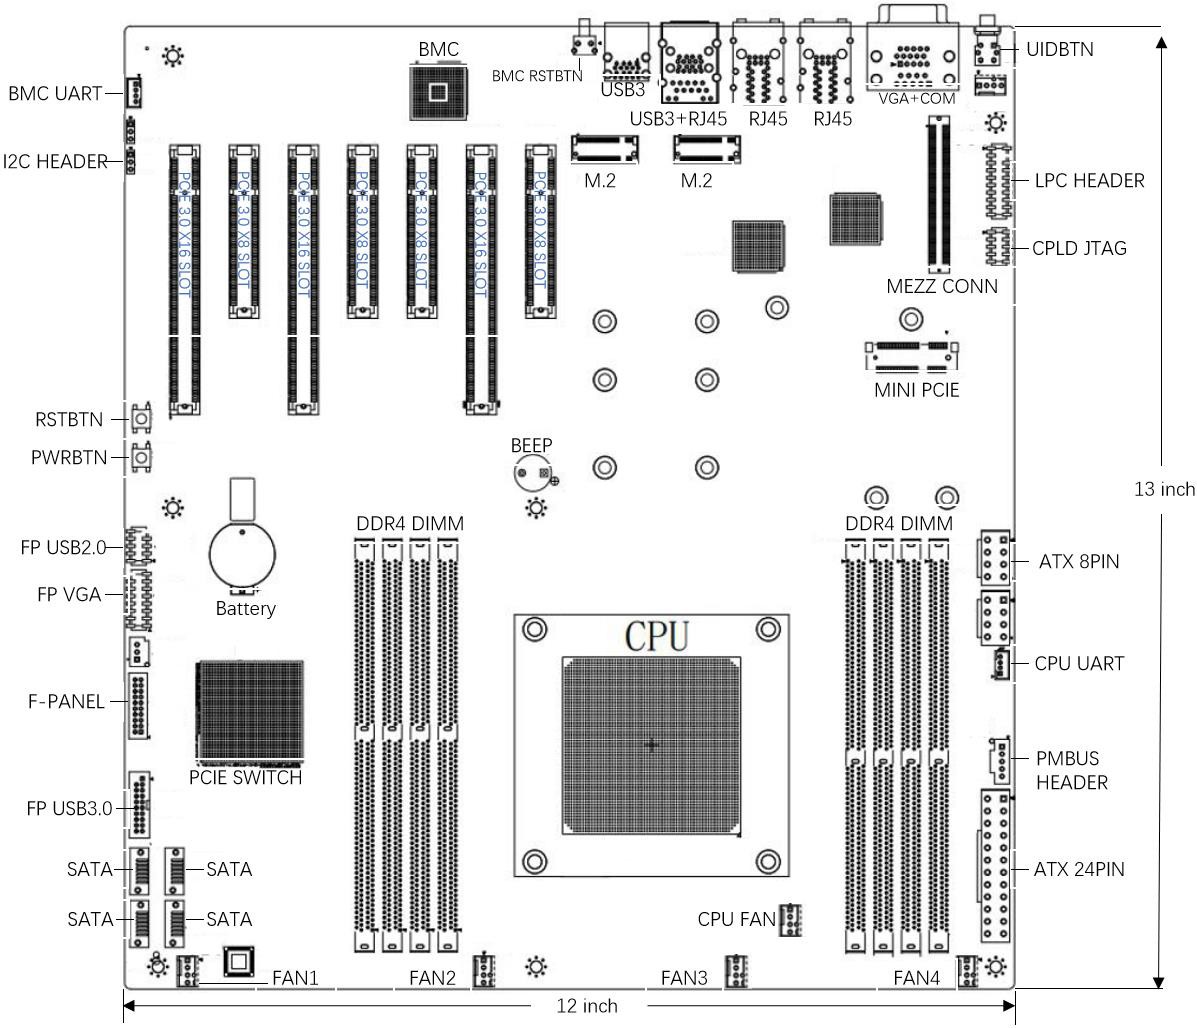 BMC
BMC RSTBTN
USB3
USB3+RJ45
RJ45
RJ45
VGA+COM
UIDBTN
BMC UART
I2C HEADER
M.2
M.2
LPC HEADER
CPLD JTAG
MEZZ CONN
MINI PCIE
PCIE 3.0 X16 SLOT
PCIE 3.0 X8 SLOT
PCIE 3.0 X16 SLOT
PCIE 3.0 X8 SLOT
PCIE 3.0 X8 SLOT
PCIE 3.0 X16 SLOT
PCIE 3.0 X8 SLOT
RSTBTN
PWRBTN
BEEP
13 inch
FP USB2.0
FP VGA
Battery
DDR4 DIMM
DDR4 DIMM
ATX 8PIN
CPU
CPU UART
F-PANEL
PCIE SWITCH
PMBUS
HEADER
FP USB3.0
SATA
SATA
SATA
SATA
ATX 24PIN
CPU FAN
FAN1
FAN2
FAN3
FAN4
12 inch